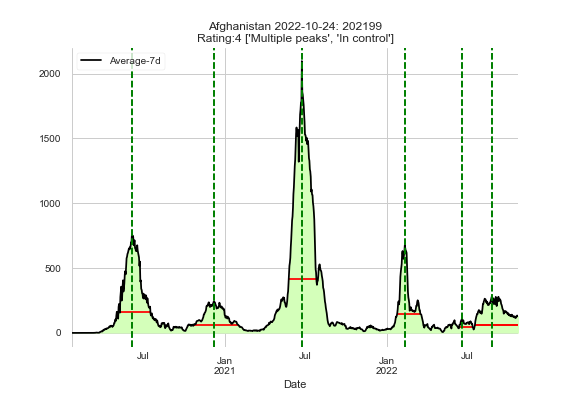 Afghanistan 2022-10-24: 202199
Rating:4 ['Multiple peaks', 'In control']
Average-7d
2000
1500
1000
500
0
Jul
Jan
2021
Jul
Jan
2022
Jul
Date